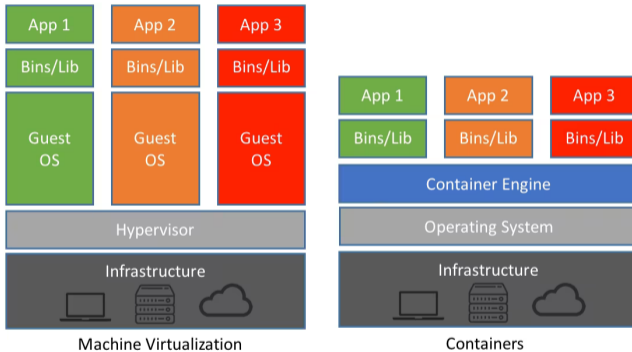 App 1
App 2
App 3
Bins/Lib
Bins/Lib
Bins/Lib
Guest
OS
Guest
OS
Guest
OS
Hypervisor
Infrastructure
Machine Virtualization
App 1
App 2
App 3
Bins/Lib
Bins/Lib
Bins/Lib
Container Engine
Operating System
Infrastructure
Containers